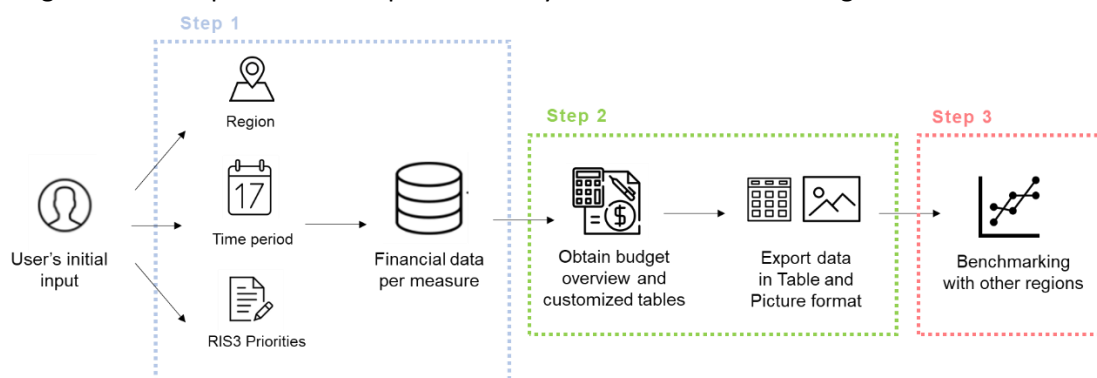 Step 1
Region
17
Time period
RIS3 Priorities
User's initial
input
Financial data
per measure
Step 2
$
Obtain budget
overview and
customized tables
Export data
in Table and
Picture format
Step 3
Benchmarking
with other regions